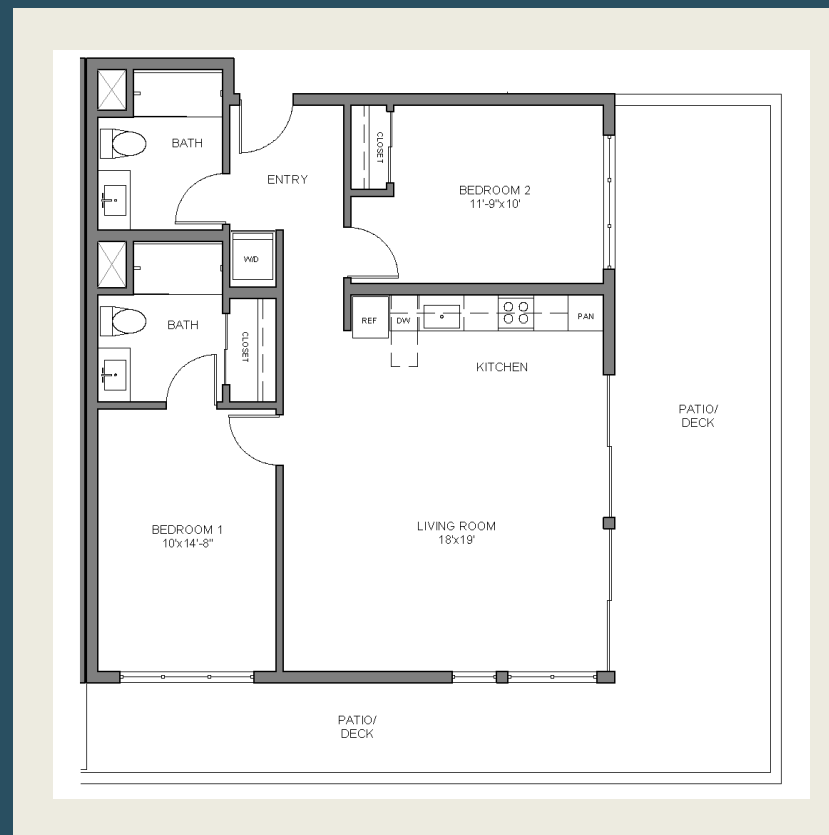 BATH
CLOSET
ENTRY
BEDROOM 2
11'-9"x10'
W/D
BATH
CLOSET
REF
DW
PAN
KITCHEN
PATIO/
DECK
BEDROOM 1
10'x14'-8"
LIVING ROOM
18'x19'
PATIO/
DECK